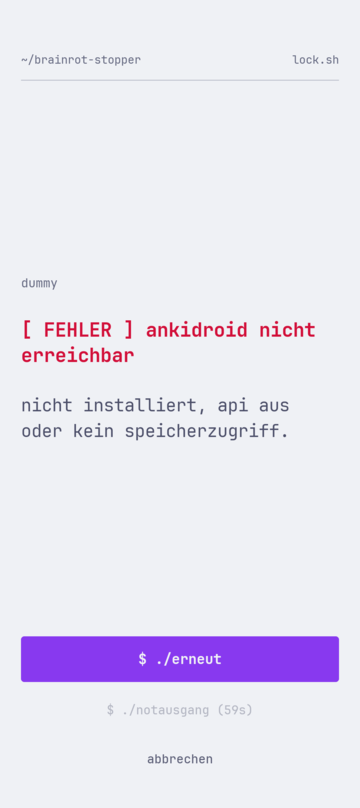 ~/brainrot-stopper lock.sh
dummy
[ FEHLER ] ankidroid nicht
erreichbar
nicht installiert, api aus
oder kein speicherzugriff.
$ ./erneut
$ ./notausgang (59s)
abbrechen